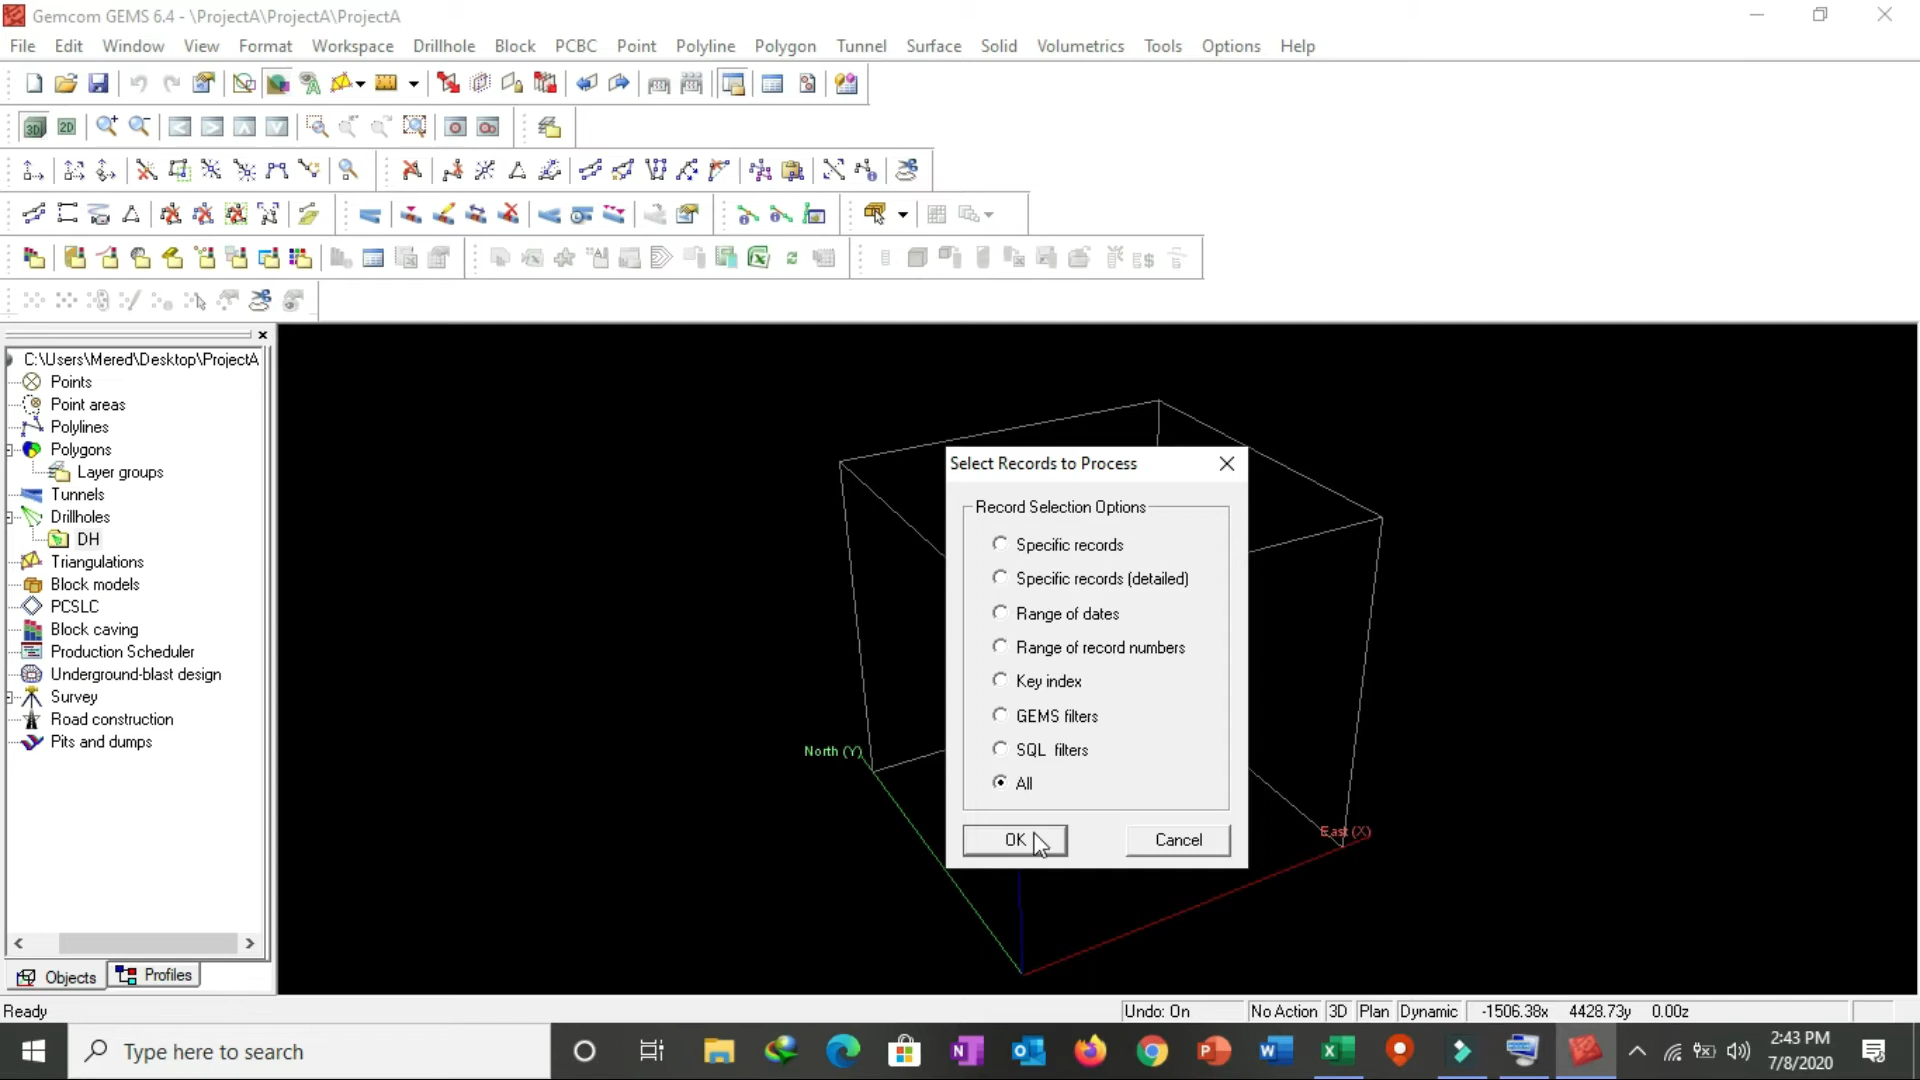 Gemcom GEMS 6.4 - \ProjectA\ProjectA\ProjectA
File Edit Window View Format Workspace Drillhole Block PCBC Point Polyline Polygon Tunnel Surface Solid Volumetrics Tools Options Help
3D 2D
C:\Users\Mered\Desktop\ProjectA
Points
Point areas
Polylines
Polygons
Layer groups
Tunnels
Drillholes
DH
Triangulations
Block models
PCSLC
Block caving
Production Scheduler
Underground-blast design
Survey
Road construction
Pits and dumps
Objects Profiles
Select Records to Process
Record Selection Options
Specific records
Specific records (detailed)
Range of dates
Range of record numbers
Key index
GEMS filters
SQL filters
All
OK Cancel
North (Y)
East (X)
Ready Undo: On No Action 3D Plan Dynamic -1506.38x 4428.73y 0.00z
Type here to search
2:43 PM
7/8/2020